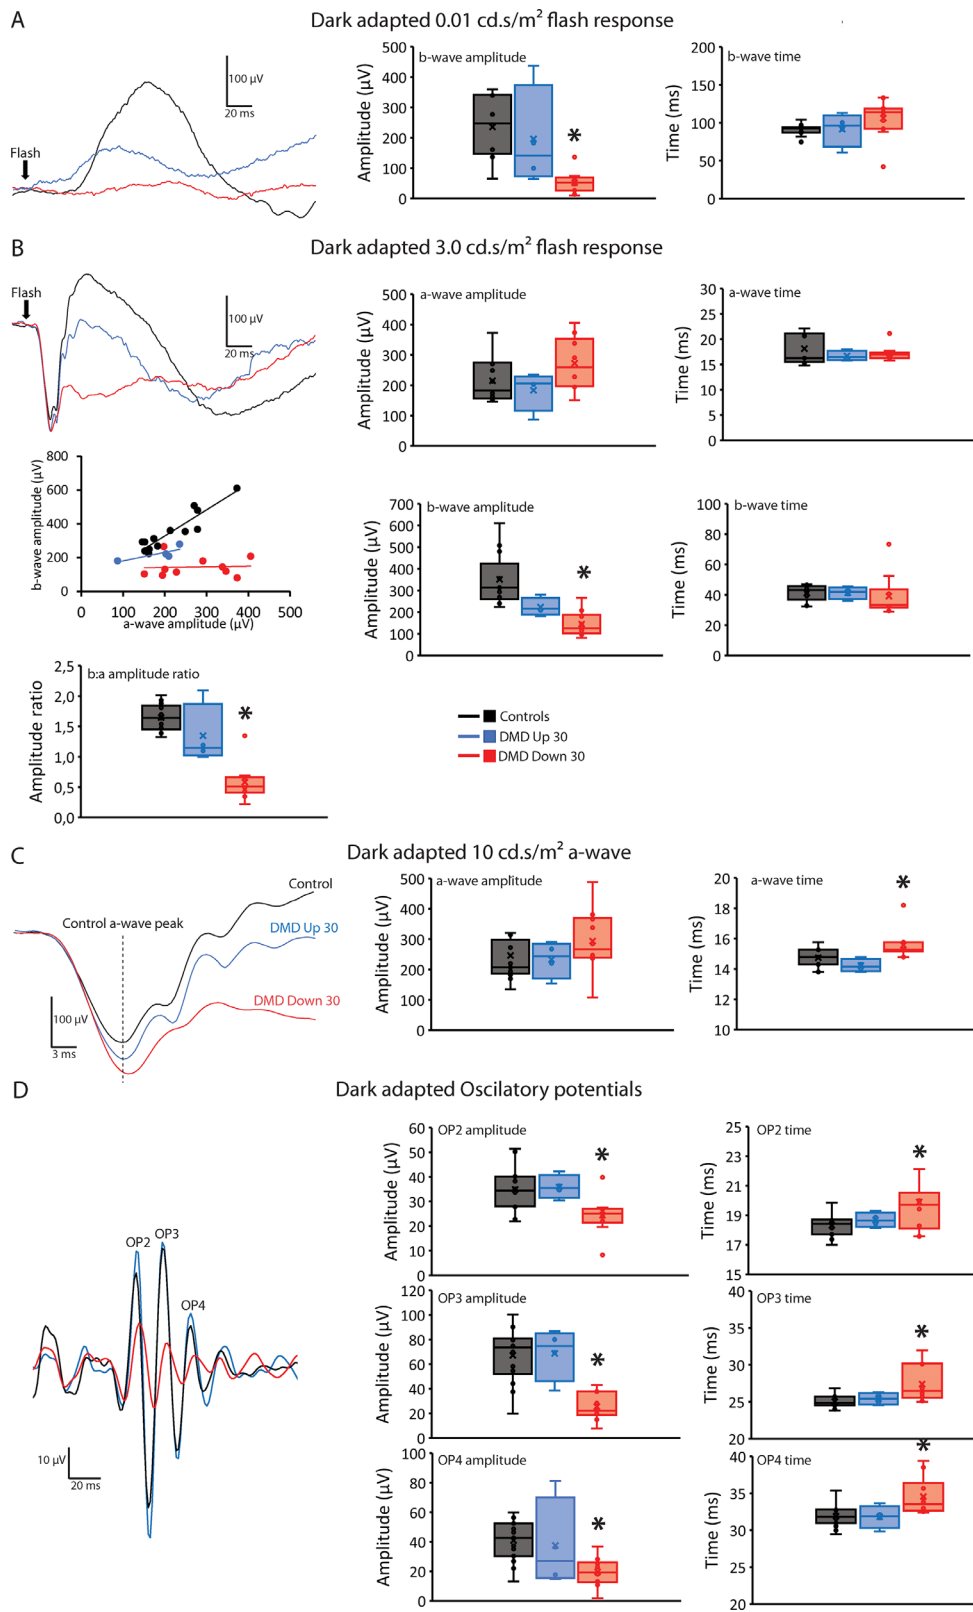 A
Dark adapted 0.01 cd.s/m² flash response
100 µV
20 ms
Flash
b-wave amplitude
Amplitude (µV)
500
400
300
200
100
0
*
b-wave time
Time (ms)
200
150
100
50
0
B
Dark adapted 3.0 cd.s/m² flash response
Flash
100 µV
20 ms
a-wave amplitude
Amplitude (µV)
500
400
300
200
100
0
a-wave time
Time (ms)
30
25
20
15
10
5
0
b-wave amplitude (µV)
800
600
400
200
0
0 100 200 300 400 500
a-wave amplitude (µV)
b-wave amplitude
Amplitude (µV)
700
600
500
400
300
200
100
0
*
b-wave time
Time (ms)
100
80
60
40
20
0
b:a amplitude ratio
Amplitude ratio
2,5
2,0
1,5
1,0
0,5
0,0
*
Controls
DMD Up 30
DMD Down 30
C
Dark adapted 10 cd.s/m² a-wave
Control
Control a-wave peak
DMD Up 30
DMD Down 30
100 µV
3 ms
a-wave amplitude
Amplitude (µV)
500
400
300
200
100
0
a-wave time
Time (ms)
20
18
16
14
12
10
*
D
Dark adapted Oscilatory potentials
OP2
OP3
OP4
10 µV
20 ms
OP2 amplitude
Amplitude (µV)
60
50
40
30
20
10
0
*
OP2 time
Time (ms)
25
23
21
19
17
15
*
OP3 amplitude
Amplitude (µV)
120
100
80
60
40
20
0
*
OP3 time
Time (ms)
40
35
30
25
20
*
OP4 amplitude
Amplitude (µV)
100
80
60
40
20
0
*
OP4 time
Time (ms)
40
35
30
25
20
*